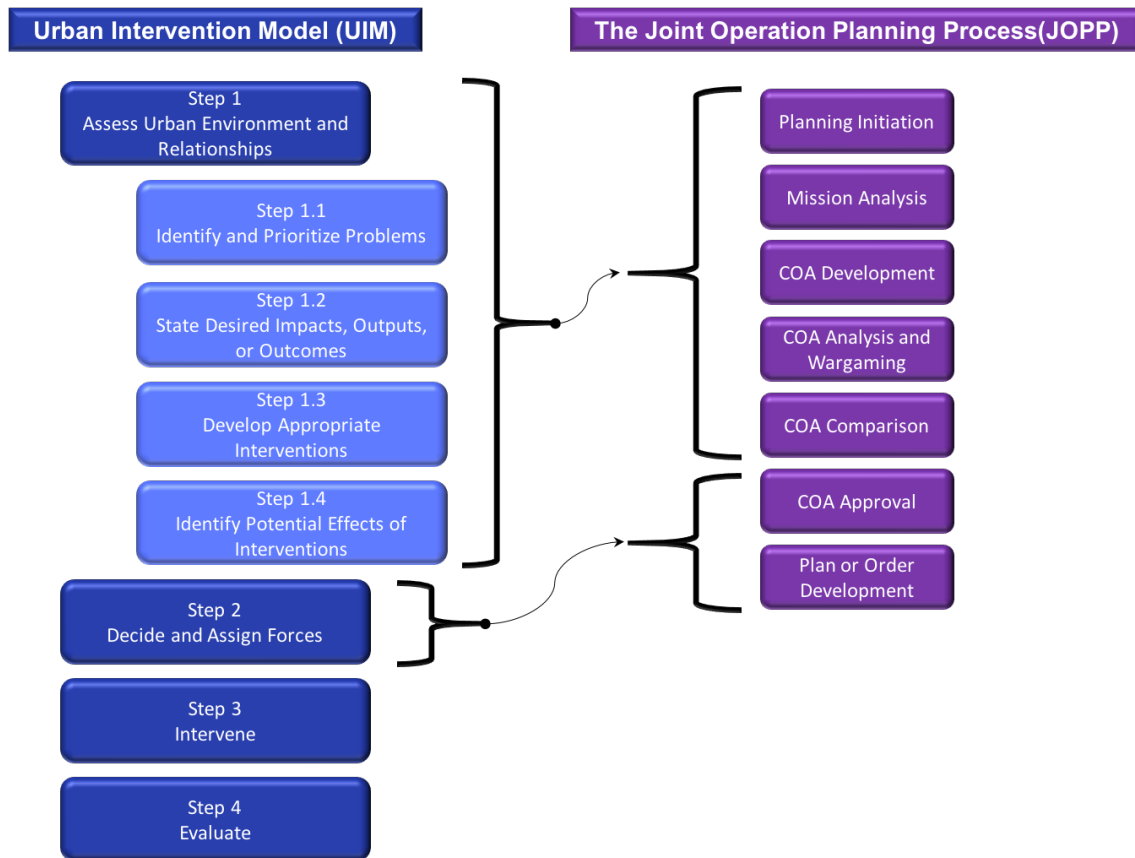 Urban Intervention Model (UIM)
Step 1
Assess Urban Environment and
Relationships
Step 1.1
Identify and Prioritize Problems
Step 1.2
State Desired Impacts, Outputs,
or Outcomes
Step 1.3
Develop Appropriate
Interventions
Step 1.4
Identify Potential Effects of
Interventions
Step 2
Decide and Assign Forces
Step 3
Intervene
Step 4
Evaluate
The Joint Operation Planning Process(JOPP)
Planning Initiation
Mission Analysis
COA Development
COA Analysis and
Wargaming
COA Comparison
COA Approval
Plan or Order
Development